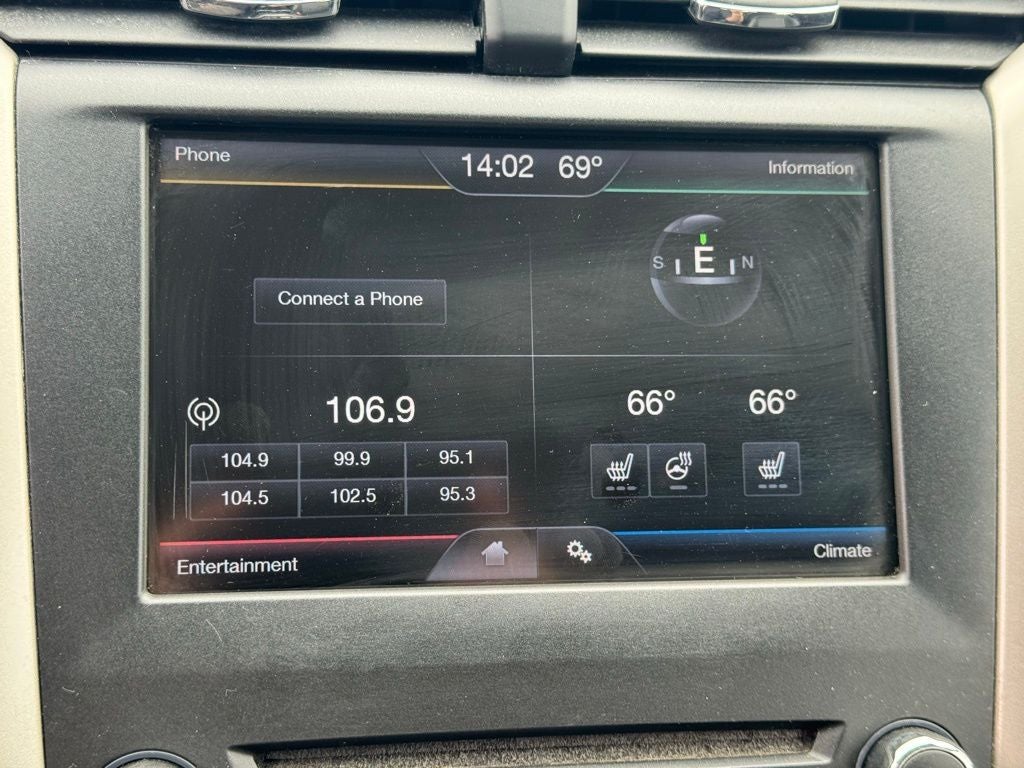 Phone
14:02 69°
Information
Connect a Phone
S E N
106.9
104.9 99.9 95.1
104.5 102.5 95.3
66° 66°
Entertainment
Climate